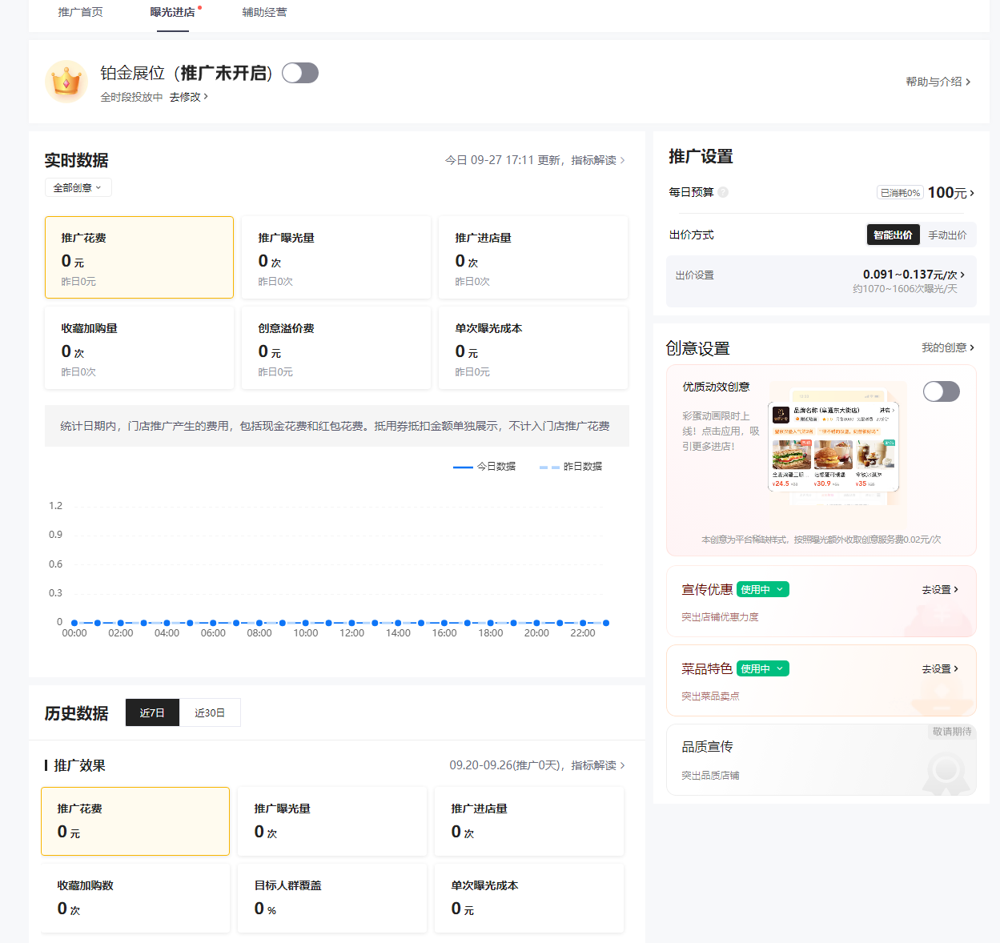 推广首页
曝光进店
辅助经营
铂金展位（推广未开启）
全时段投放中 去修改
帮助与介绍
实时数据
今日 09-27 17:11 更新，指标解读
全部创意
推广花费
0 元
昨日0元
推广曝光量
0 次
昨日0次
推广进店量
0 次
昨日0次
收藏加购量
0 次
昨日0次
创意溢价费
0 元
昨日0元
单次曝光成本
0 元
昨日0元
统计日期内，门店推广产生的费用，包括现金花费和红包花费。抵用券抵扣金额单独展示，不计入门店推广花费
今日数据
昨日数据
1.2
0.9
0.6
0.3
0
00:00
02:00
04:00
06:00
08:00
10:00
12:00
14:00
16:00
18:00
20:00
22:00
历史数据
近7日
近30日
推广效果
09.20-09.26(推广0天)，指标解读
推广花费
0 元
推广曝光量
0 次
推广进店量
0 次
收藏加购数
0 次
目标人群覆盖
0 %
单次曝光成本
0 元
推广设置
每日预算
已消耗0%
100元
出价方式
智能出价
手动出价
出价设置
0.091~0.137元/次
约1070~1606次曝光/天
创意设置
我的创意
优质动效创意
彩蛋动画限时上
线！点击应用，吸
引更多进店！
品牌名称 (阜通东大街店)
进店
¥24.5
¥30.9
¥35
本创意为平台稀缺样式，按照曝光额外收取创意服务费0.02元/次
宣传优惠
使用中
去设置
突出店铺优惠力度
菜品特色
使用中
去设置
突出菜品卖点
敬请期待
品质宣传
突出品质店铺